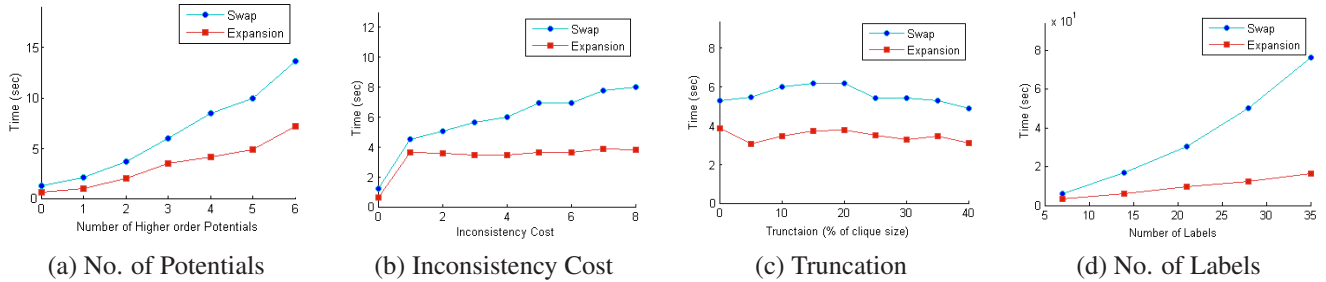 Swap
Expansion
Time (sec)
15
10
5
0
0 1 2 3 4 5 6
Number of Higher order Potentials
(a) No. of Potentials
Swap
Expansion
Time (sec)
12
10
8
6
4
2
0
0 2 4 6 8
Inconsistency Cost
(b) Inconsistency Cost
Swap
Expansion
Time (sec)
8
6
4
2
0
0 10 20 30 40
Trunctaion (% of clique size)
(c) Truncation
x 10¹
Swap
Expansion
Time (sec)
8
6
4
2
0
5 10 15 20 25 30 35
Number of Labels
(d) No. of Labels